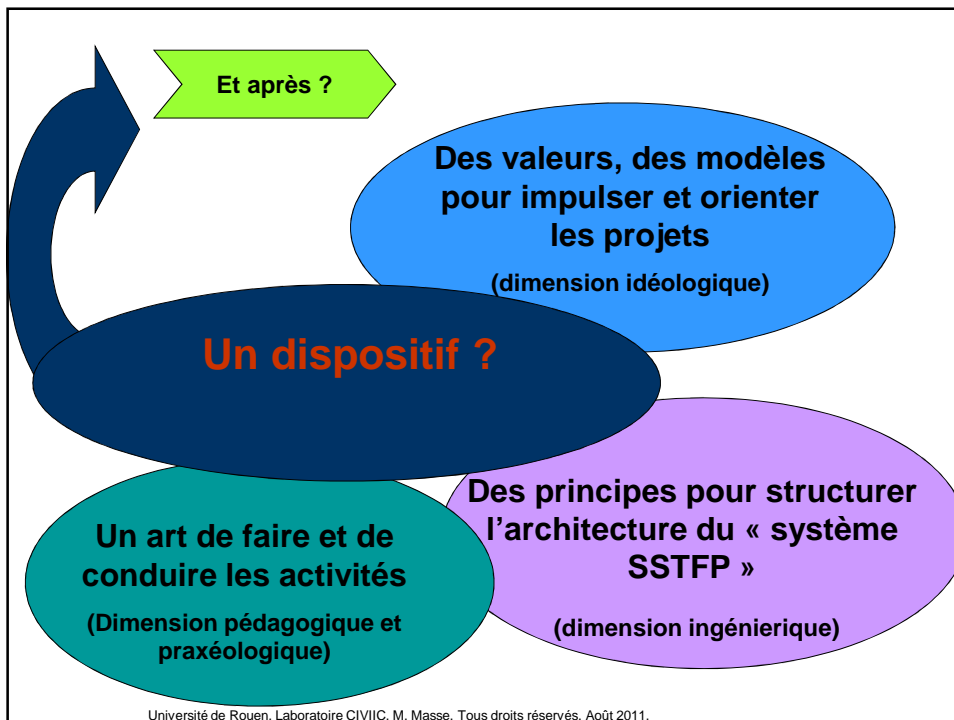 Et après ?
Des valeurs, des modèles
pour impulser et orienter
les projets
(dimension idéologique)
Un dispositif ?
Des principes pour structurer
l'architecture du « système
SSTFP »
(dimension ingénierique)
Un art de faire et de
conduire les activités
(Dimension pédagogique et
praxéologique)
Université de Rouen. Laboratoire CIVIIC. M. Masse. Tous droits réservés. Août 2011.